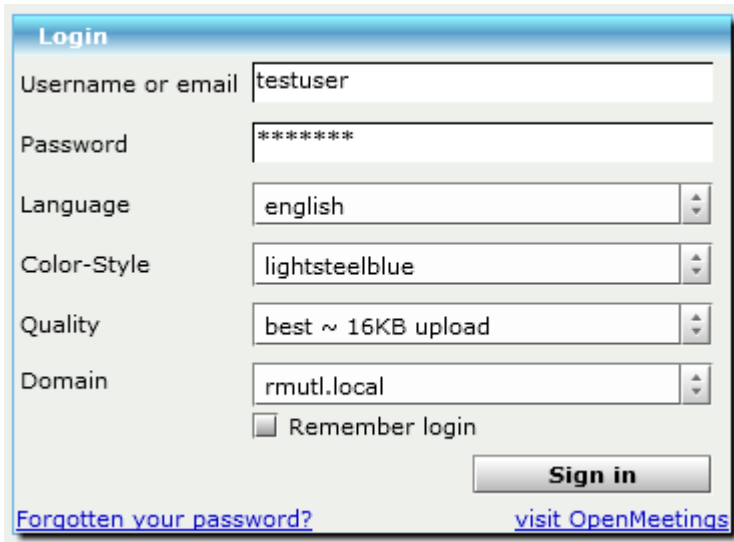 Login
Username or email testuser
Password *******
Language english
Color-Style lightsteelblue
Quality best ~ 16KB upload
Domain rmutl.local
Remember login
Sign in
Forgotten your password? visit OpenMeetings